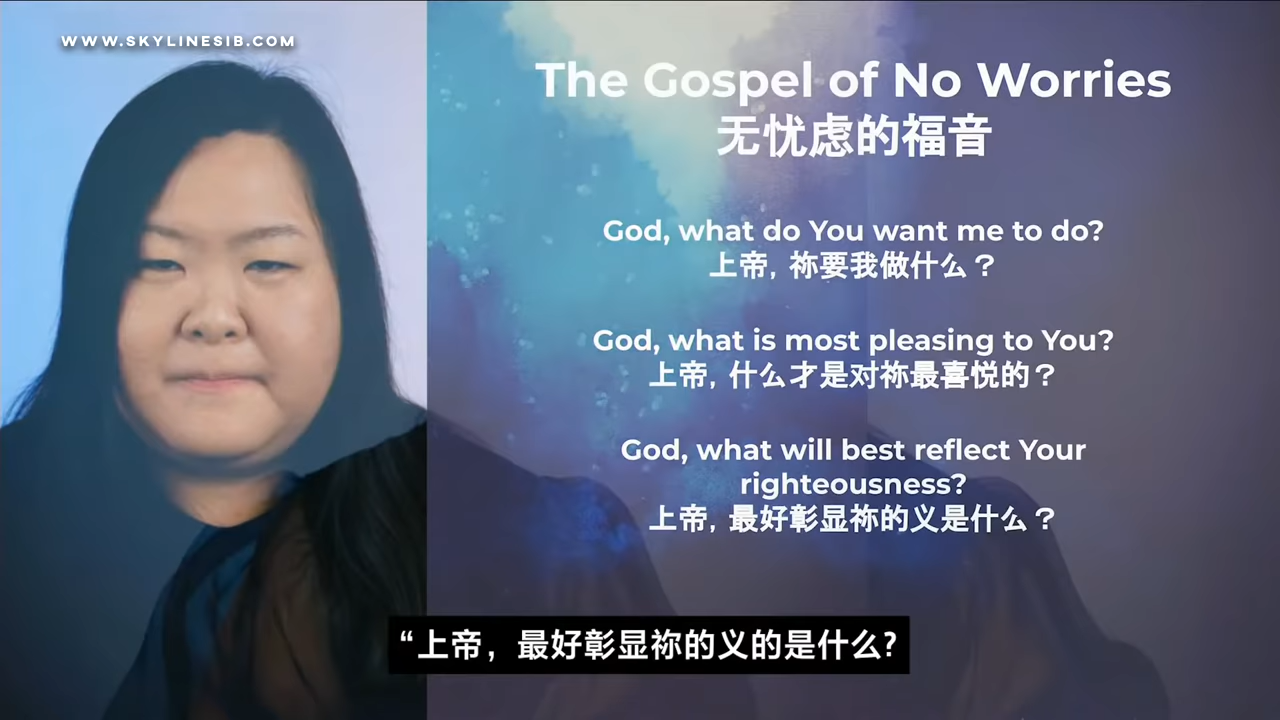 WWW.SKYLINESIB.COM
The Gospel of No Worries
无忧虑的福音
God, what do You want me to do?
上帝, 祢要我做什么？
God, what is most pleasing to You?
上帝, 什么才是对祢最喜悦的？
God, what will best reflect Your
righteousness?
上帝, 最好彰显祢的义是什么？
“上帝，最好彰显祢的义的是什么?